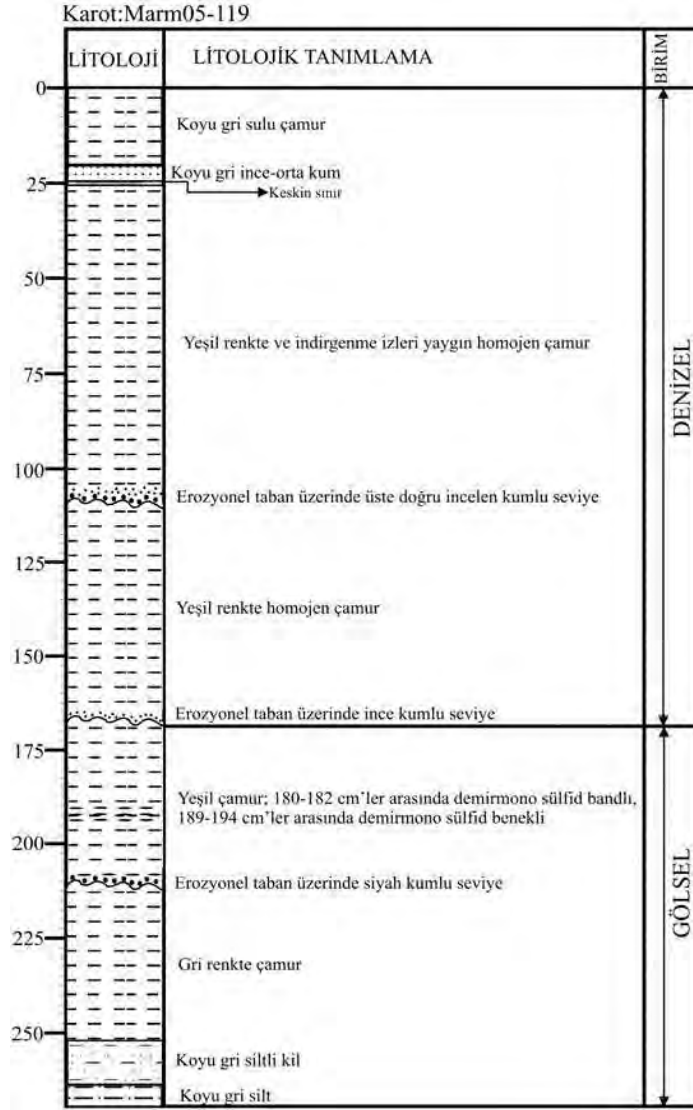 Karot:Marm05-119
LİTOLOJİ
LİTOLOJİK TANIMLAMA
BİRİM
0
Koyu gri sulu çamur
Koyu gri ince-orta kum
25
Keskin sınır
50
Yeşil renkte ve indirgenme izleri yaygın homojen çamur
75
DENİZEL
100
Erozyonel taban üzerinde üste doğru incelen kumlu seviye
125
Yeşil renkte homojen çamur
150
Erozyonel taban üzerinde ince kumlu seviye
175
Yeşil çamur; 180-182 cm'ler arasında demirmono sülfid bandlı,
189-194 cm'ler arasında demirmono sülfid benekli
200
Erozyonel taban üzerinde siyah kumlu seviye
GÖLSEL
225
Gri renkte çamur
250
Koyu gri siltli kil
Koyu gri silt